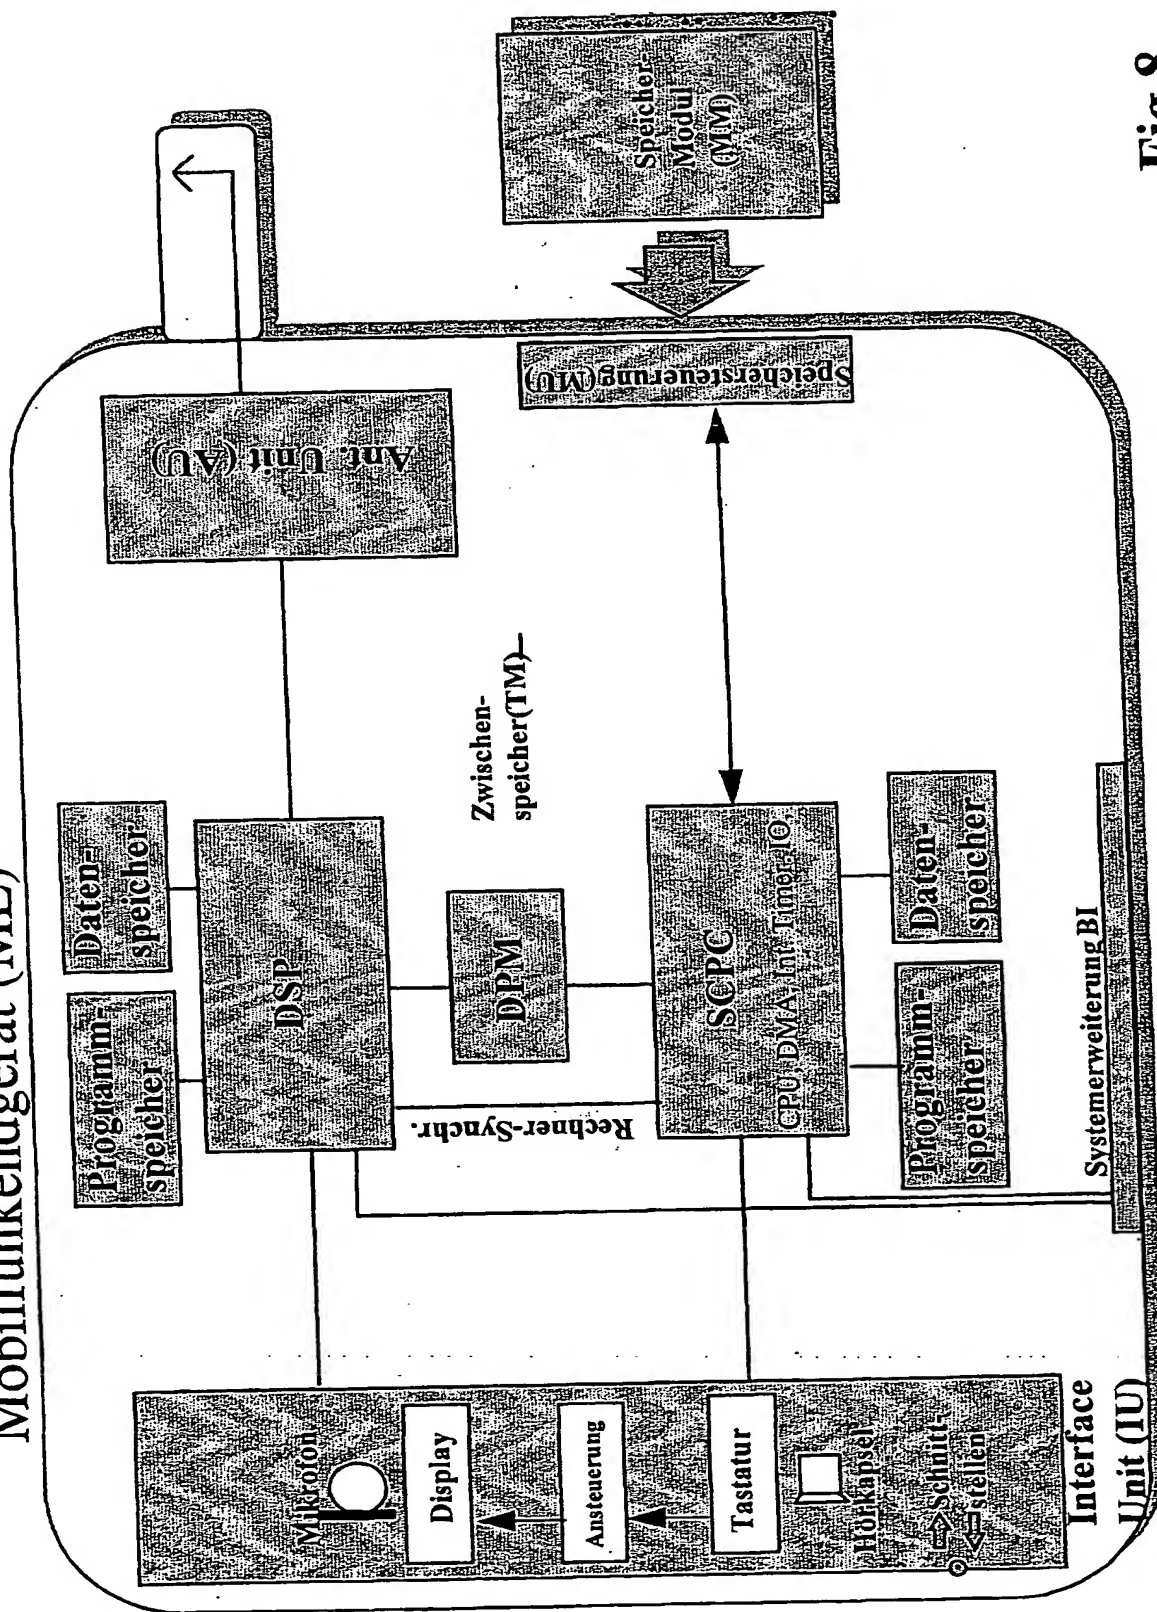 Mobilfunkendgerät (ME)
Ant. Unit (AU)
Daten-
speicher
Programm-
speicher
DSP
Mikrofon
Display
Ansteuerung
Tastatur
Hörkapsel
Schnitt-
stellen
Interface
Unit (IU)
Rechner-Synchr.
DPM
Zwischen-
speicher(TM)
SCPC
CPU, DMA, Int. Timer, IO,
Programm-
speicher
Daten-
speicher
Systemerweiterung BI
Speichersteuerung(MU)
Speicher-
Modul
(MM)
Fig.8